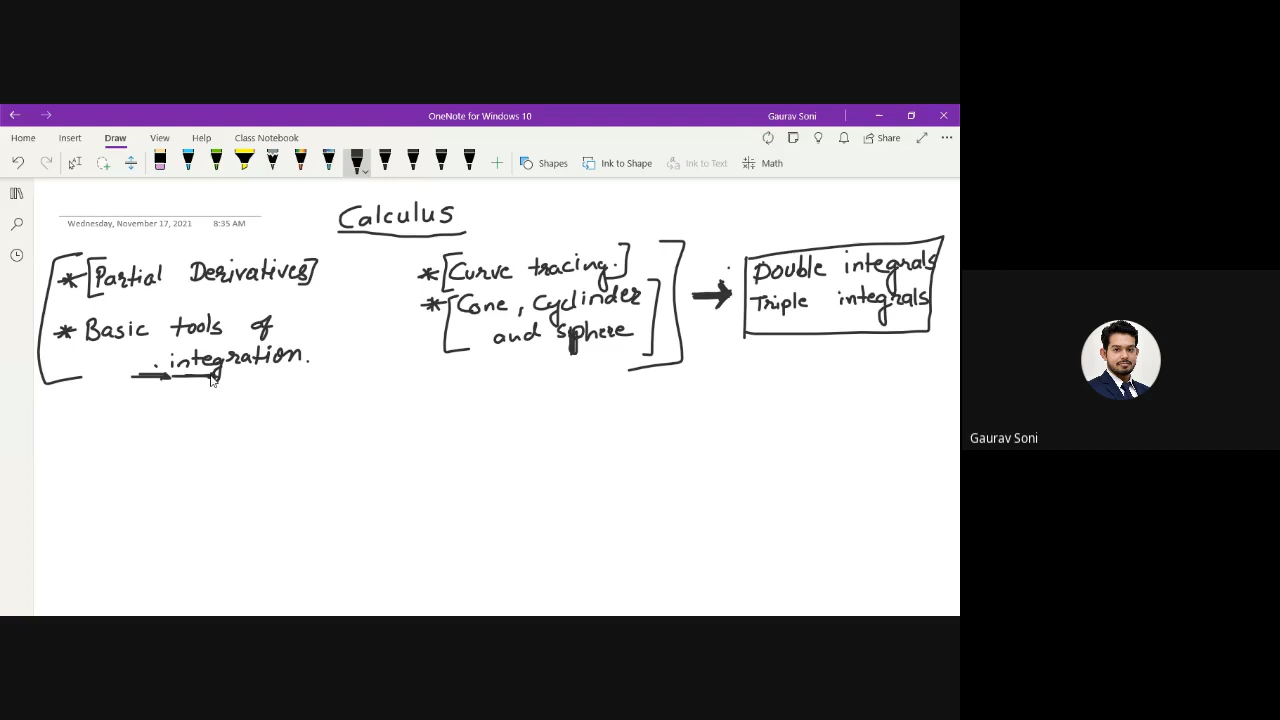 OneNote for Windows 10
Gaurav Soni
Home Insert Draw View Help Class Notebook
Share
Shapes Ink to Shape Ink to Text Math
Wednesday, November 17, 2021 8:35 AM
Calculus
* [Partial Derivatives]
* Basic tools of
integration.
* [Curve tracing.]
* [Cone, Cyclinder
and sphere]
→ Double integrals
Triple integrals
Gaurav Soni